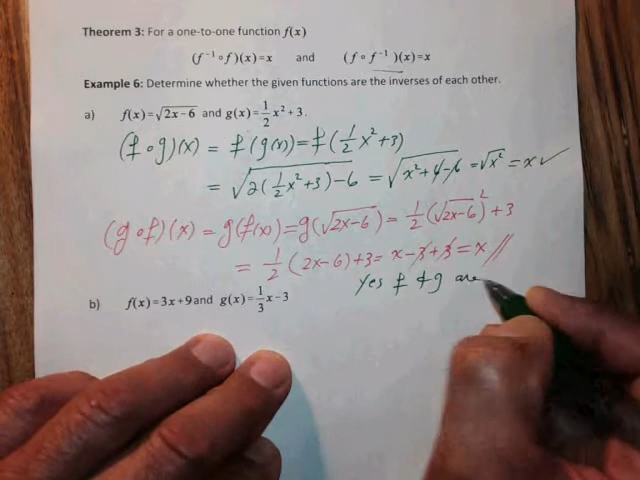 Theorem 3: For a one-to-one function f(x)
(f⁻¹∘f)(x)=x and (f∘f⁻¹)(x)=x
Example 6: Determine whether the given functions are the inverses of each other.
a) f(x)=√(2x−6) and g(x)=1/2x²+3.
(f∘g)(x) = f(g(x))=f(1/2x²+3)
= √(2(1/2x²+3)−6) = √(x²+6−6) = √x² = x ✓
(g∘f)(x) = g(f(x))=g(√(2x−6)) = 1/2(√(2x−6))²+3
= 1/2(2x−6)+3= x−3+3=x //
Yes f & g are
b) f(x)=3x+9 and g(x)=1/3x−3